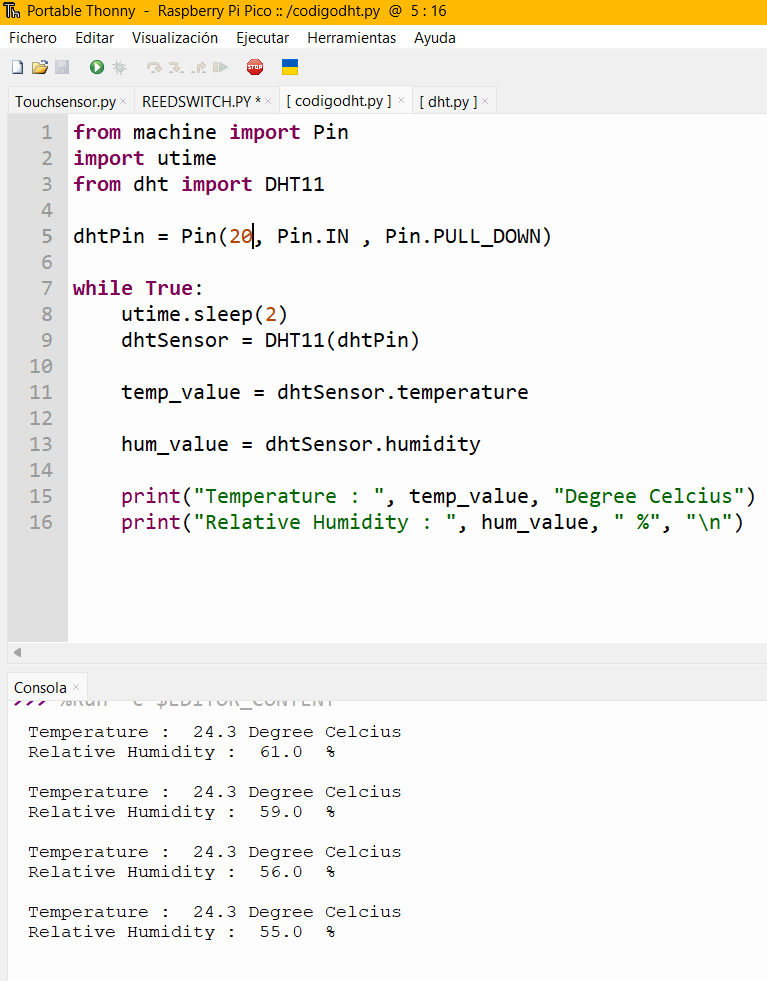 Portable Thonny - Raspberry Pi Pico :: /codigodht.py @ 5 : 16
Fichero Editar Visualización Ejecutar Herramientas Ayuda
STOP
Touchsensor.py × REEDSWITCH.PY * × [ codigodht.py ] × [ dht.py ] ×
1 from machine import Pin
2 import utime
3 from dht import DHT11
4
5 dhtPin = Pin(20, Pin.IN , Pin.PULL_DOWN)
6
7 while True:
8     utime.sleep(2)
9     dhtSensor = DHT11(dhtPin)
10
11     temp_value = dhtSensor.temperature
12
13     hum_value = dhtSensor.humidity
14
15     print("Temperature : ", temp_value, "Degree Celcius")
16     print("Relative Humidity : ", hum_value, " %", "\n")
Consola ×
>>> %Run -c $EDITOR_CONTENT
Temperature :  24.3 Degree Celcius
Relative Humidity :  61.0  %
Temperature :  24.3 Degree Celcius
Relative Humidity :  59.0  %
Temperature :  24.3 Degree Celcius
Relative Humidity :  56.0  %
Temperature :  24.3 Degree Celcius
Relative Humidity :  55.0  %